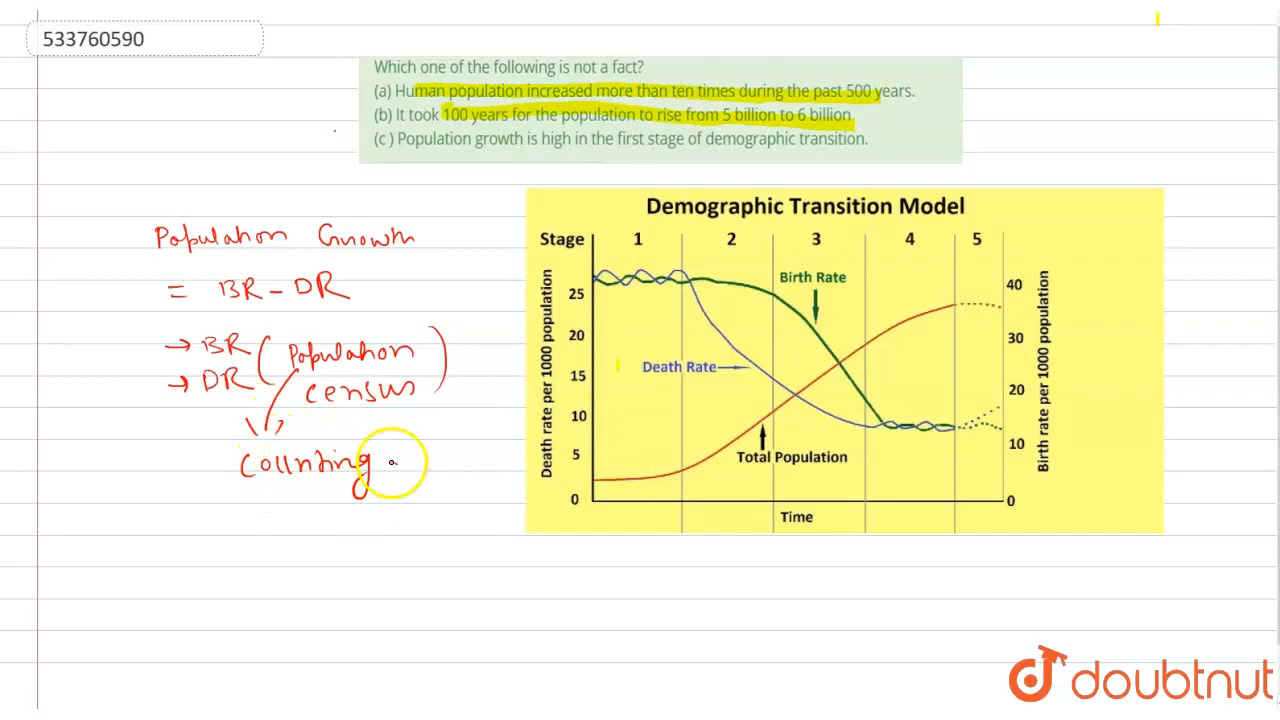 533760590
Which one of the following is not a fact?
(a) Human population increased more than ten times during the past 500 years.
(b) It took 100 years for the population to rise from 5 billion to 6 billion
(c ) Population growth is high in the first stage of demographic transition.
Population Growth
= BR - DR
→ BR
→ DR
(Population
census)
Counting
Demographic Transition Model
Stage 1 2 3 4 5
Death rate per 1000 population
25
20
15
10
5
0
Birth Rate
Death Rate
Total Population
Time
40
30
20
10
0
Birth rate per 1000 population
doubtnut